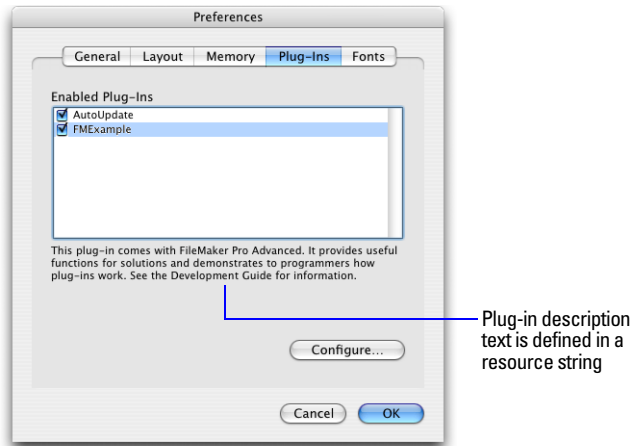 Preferences
General Layout Memory Plug-Ins Fonts
Enabled Plug-Ins
AutoUpdate
FMExample
This plug-in comes with FileMaker Pro Advanced. It provides useful
functions for solutions and demonstrates to programmers how
plug-ins work. See the Development Guide for information.
Plug-in description
text is defined in a
resource string
Configure...
Cancel OK